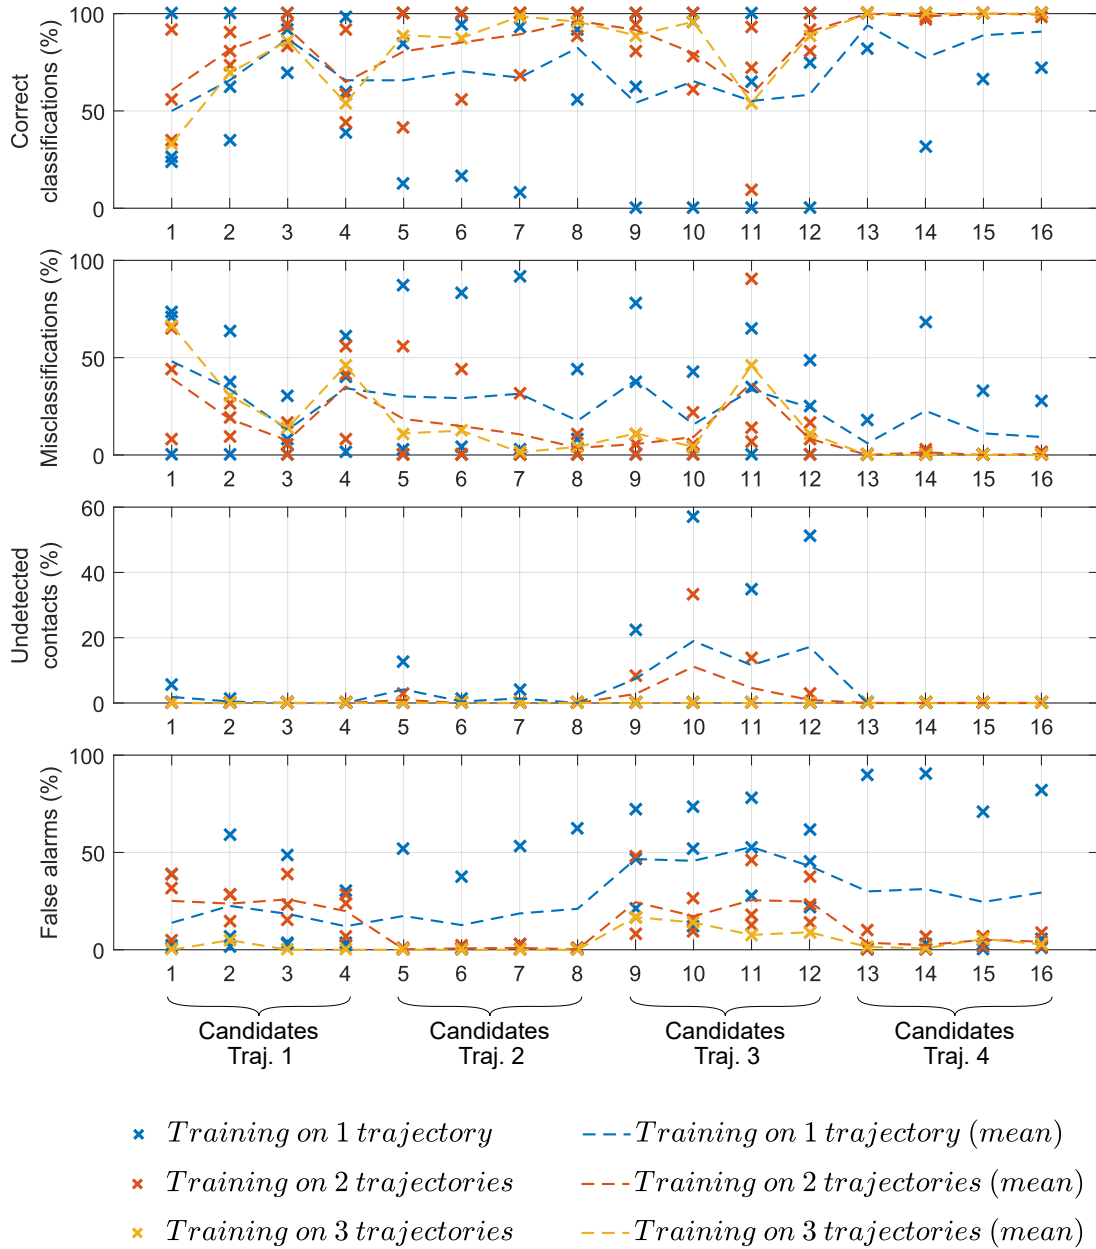 Correct
classifications (%)
100
50
0
1 2 3 4 5 6 7 8 9 10 11 12 13 14 15 16
Misclassifications (%)
100
50
0
1 2 3 4 5 6 7 8 9 10 11 12 13 14 15 16
Undetected
contacts (%)
60
40
20
0
1 2 3 4 5 6 7 8 9 10 11 12 13 14 15 16
False alarms (%)
100
50
0
1 2 3 4 5 6 7 8 9 10 11 12 13 14 15 16
Candidates
Traj. 1
Candidates
Traj. 2
Candidates
Traj. 3
Candidates
Traj. 4
Training on 1 trajectory
Training on 2 trajectories
Training on 3 trajectories
Training on 1 trajectory (mean)
Training on 2 trajectories (mean)
Training on 3 trajectories (mean)